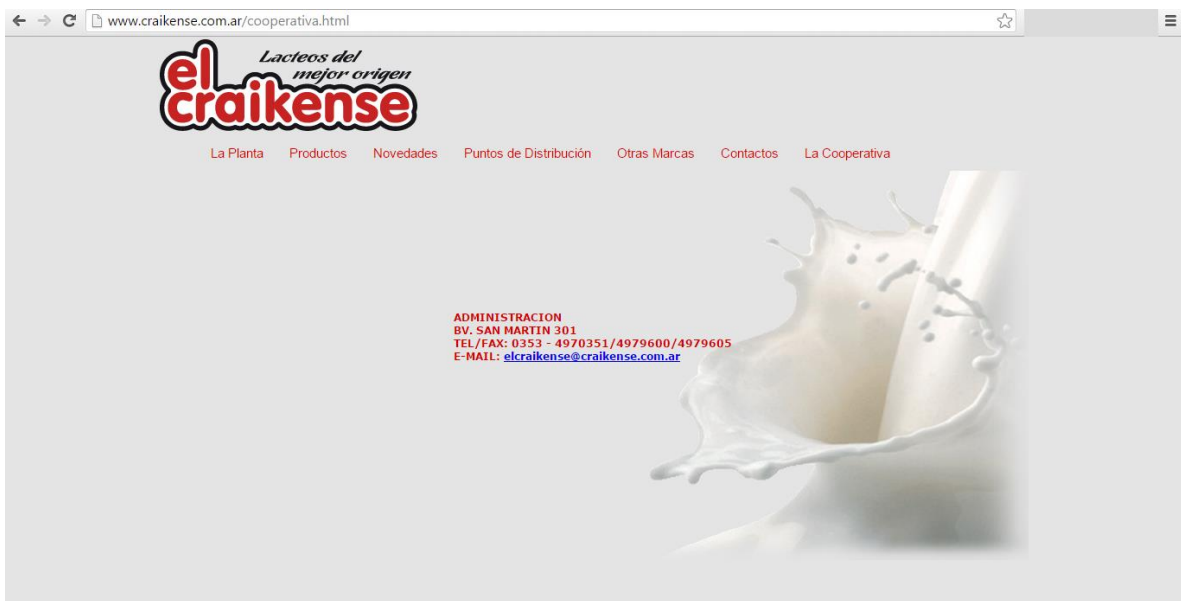 www.craikense.com.ar/cooperativa.html
Lacteos del
mejor origen
el
craikense
La Planta Productos Novedades Puntos de Distribución Otras Marcas Contactos La Cooperativa
ADMINISTRACION
BV. SAN MARTIN 301
TEL/FAX: 0353 - 4970351/4979600/4979605
E-MAIL: elcraikense@craikense.com.ar